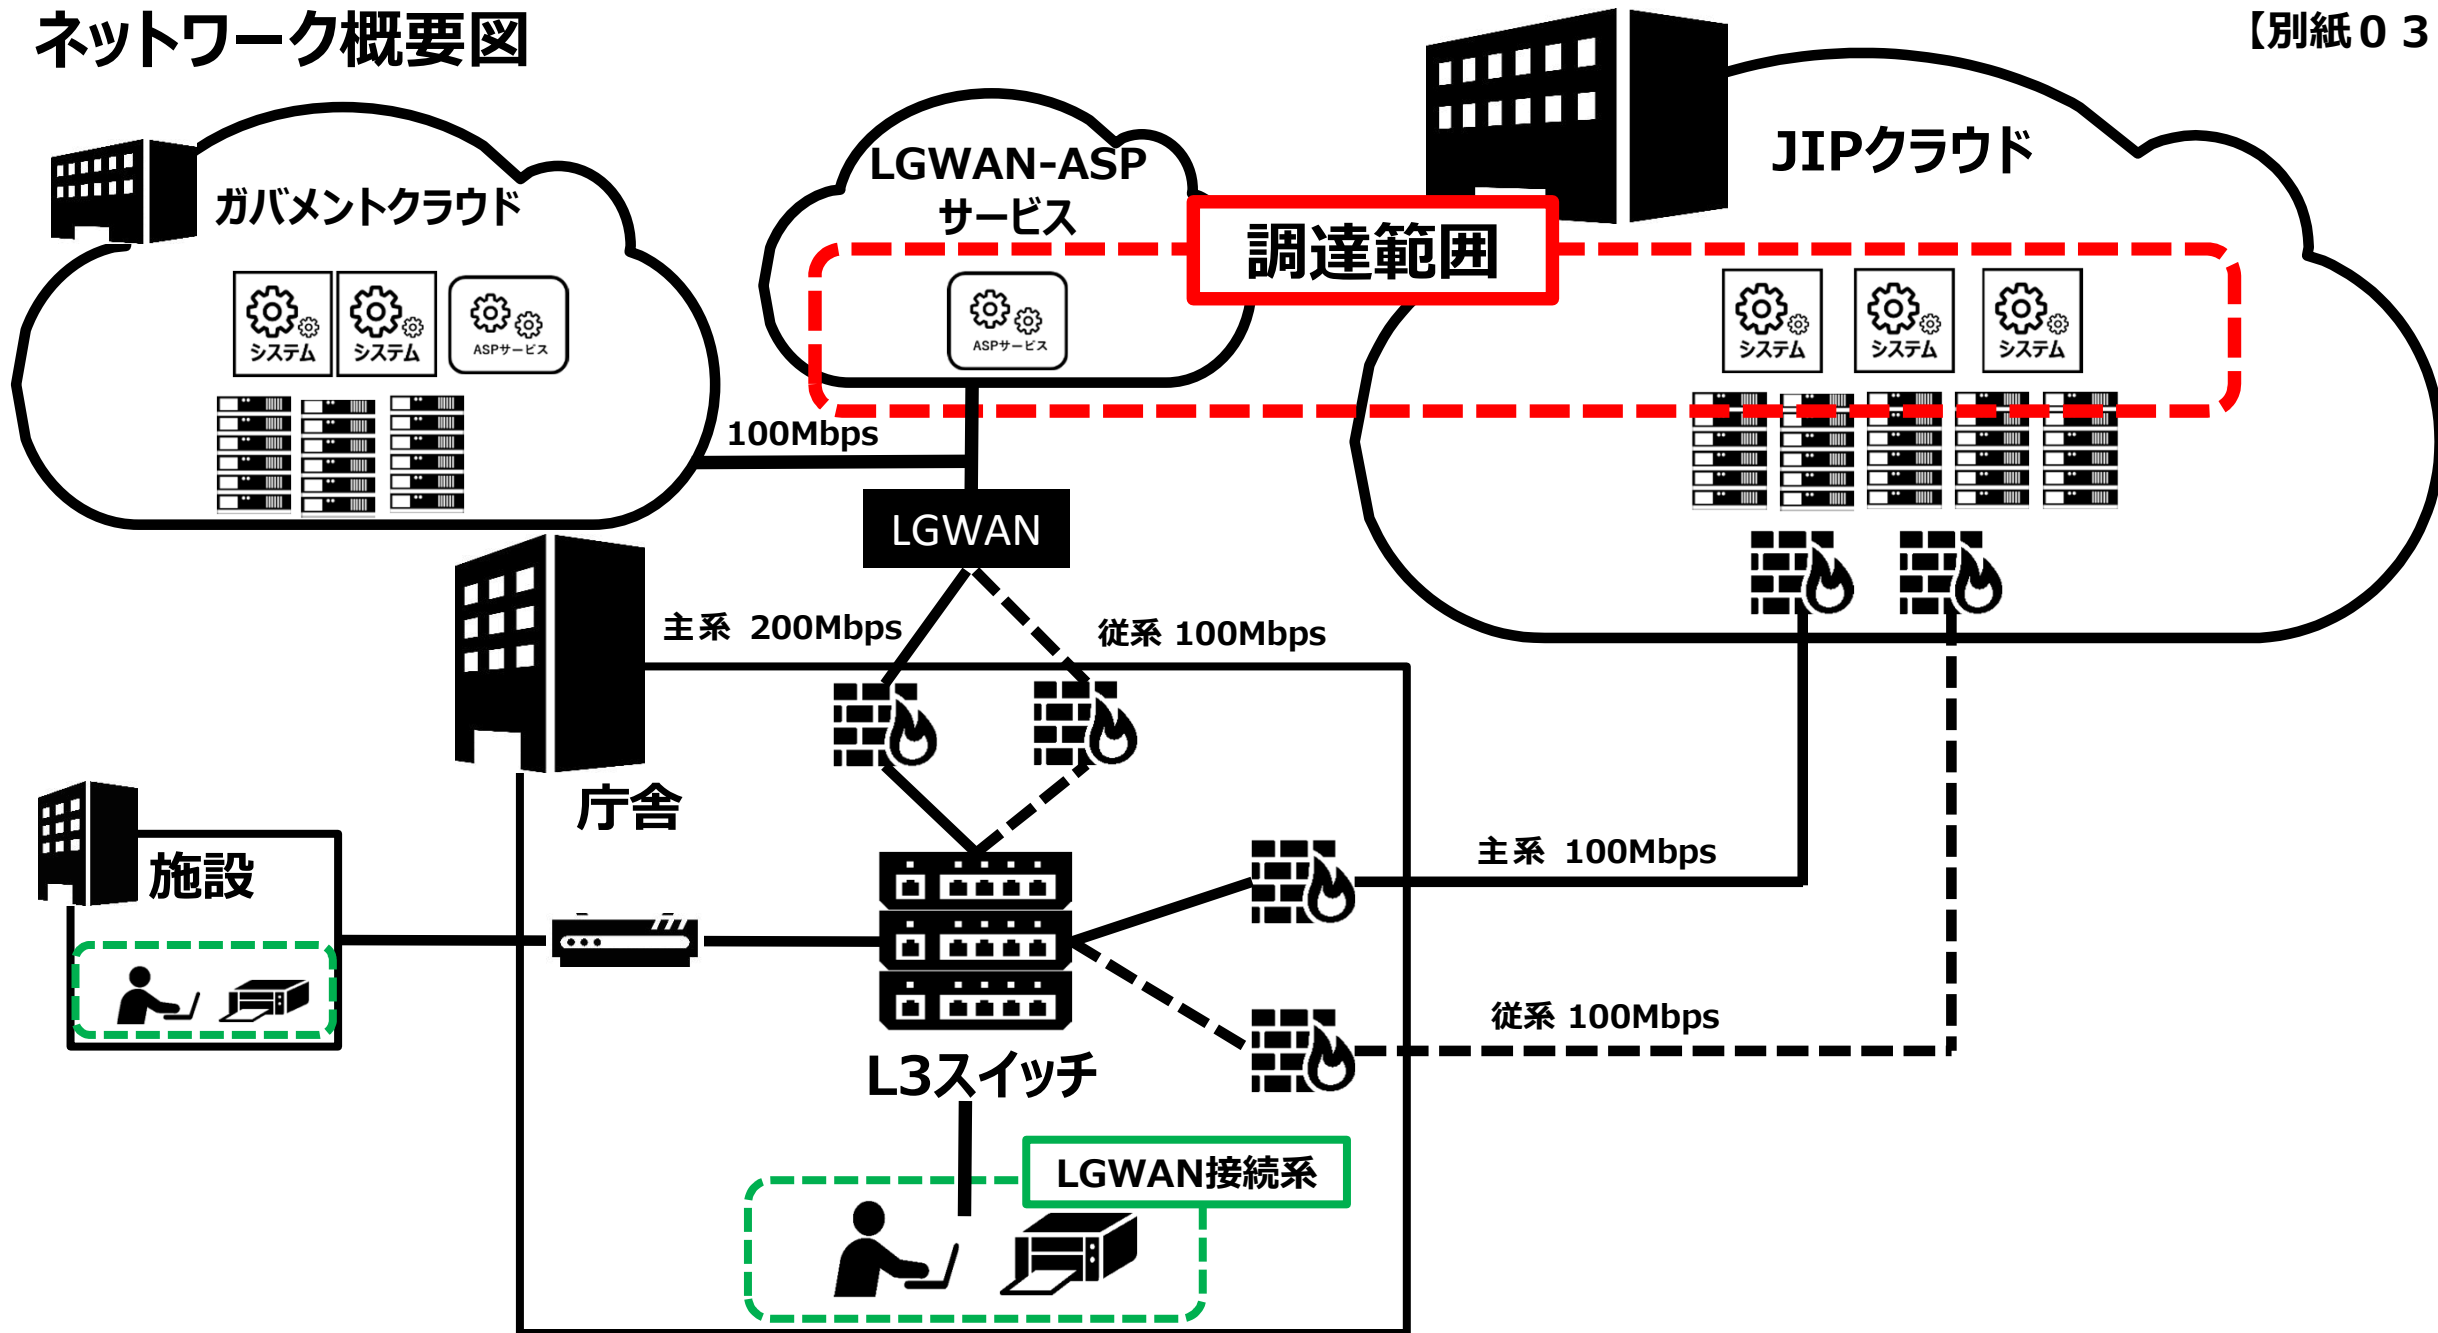 ネットワーク概要図
【別紙０３
ガバメントクラウド
LGWAN-ASP
サービス
JIPクラウド
調達範囲
システム
システム
ASPサービス
ASPサービス
システム
システム
システム
100Mbps
LGWAN
主系 200Mbps
従系 100Mbps
庁舎
施設
主系 100Mbps
従系 100Mbps
L3スイッチ
LGWAN接続系